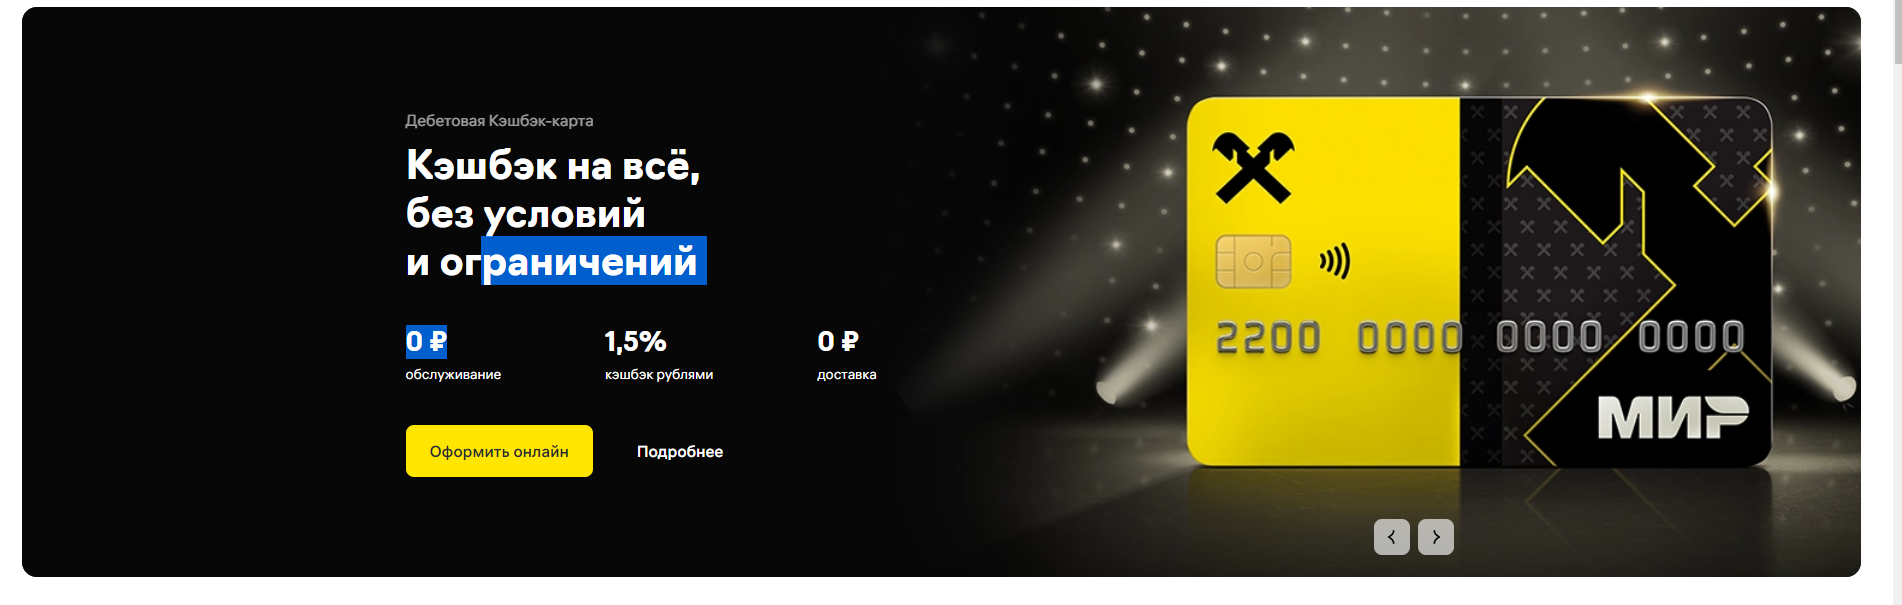 Дебетовая Кэшбэк-карта
Кэшбэк на всё,
без условий
и ограничений
0 ₽
обслуживание
1,5%
кэшбэк рублями
0 ₽
доставка
Оформить онлайн
Подробнее
2200 0000 0000 0000
МИР